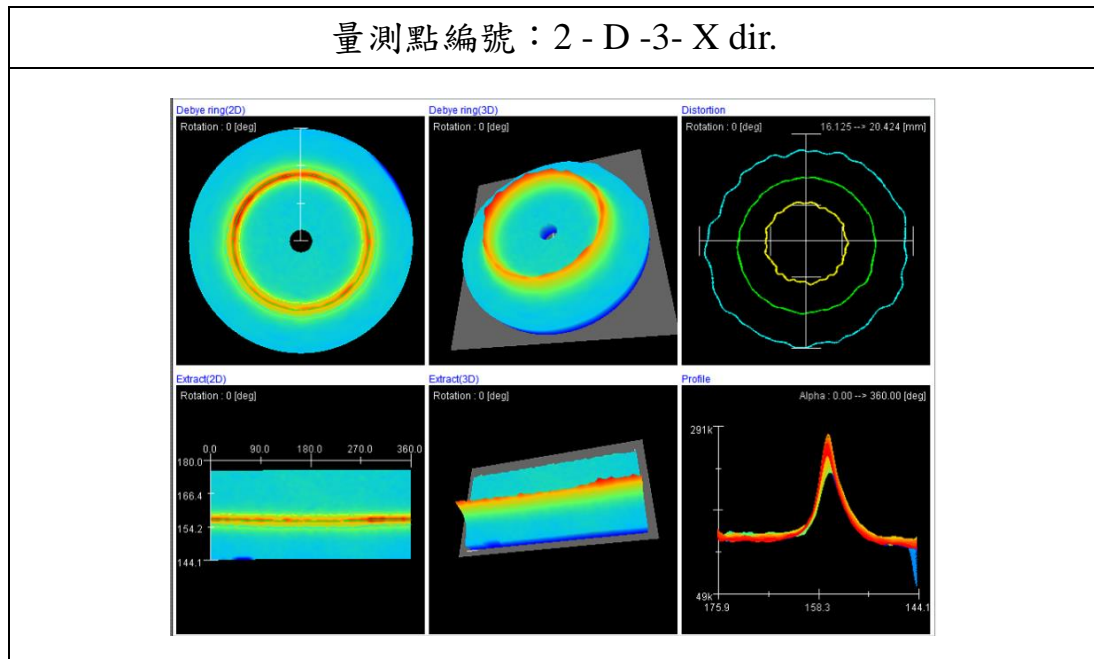 量測點編號：2 - D -3- X dir.
Debye ring(2D)
Rotation : 0 [deg]
Debye ring(3D)
Rotation : 0 [deg]
Distortion
Rotation : 0 [deg]
16.125 --> 20.424 [mm]
Extract(2D)
Rotation : 0 [deg]
0.0 90.0 180.0 270.0 360.0
180.0
166.4
154.2
144.1
Extract(3D)
Rotation : 0 [deg]
Profile
Alpha : 0.00 --> 360.00 [deg]
291k
49k
175.9 158.3 144.1